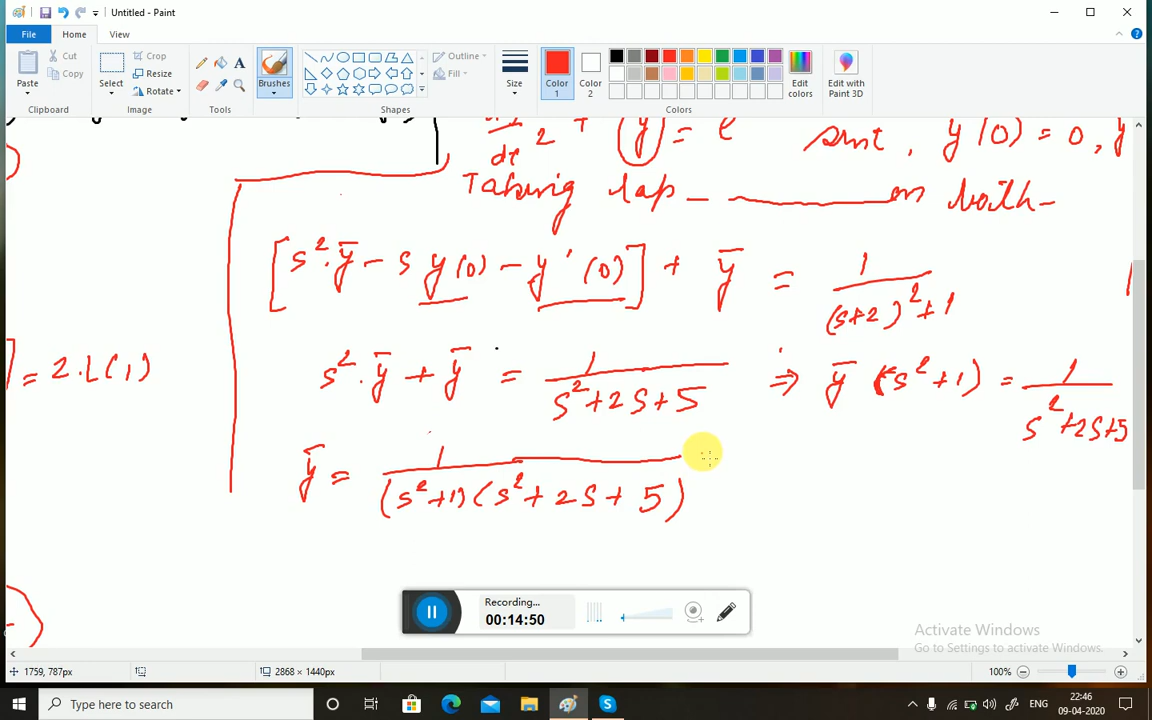 Untitled - Paint
File Home View
Paste Cut Copy
Select Crop Resize Rotate
Brushes
Outline Fill
Size Color 1 Color 2
Edit colors Edit with Paint 3D
Clipboard Image Tools Shapes Colors
dt² + (y) = e sint, y(0) = 0, y
Taking lap - on both-
[s².ȳ - s y(0) - y'(0)] + ȳ = 1/((s+2)²+1)
= 2.L(1)
s².ȳ + ȳ = 1/(s²+2s+5) ⇒ ȳ (s²+1) = 1/(s²+2s+5
ȳ = 1/((s²+1)(s²+2s+5))
Recording...
00:14:50
Activate Windows
Go to Settings to activate Windows.
1759, 787px 2868 × 1440px 100%
Type here to search
ENG
22:46
09-04-2020